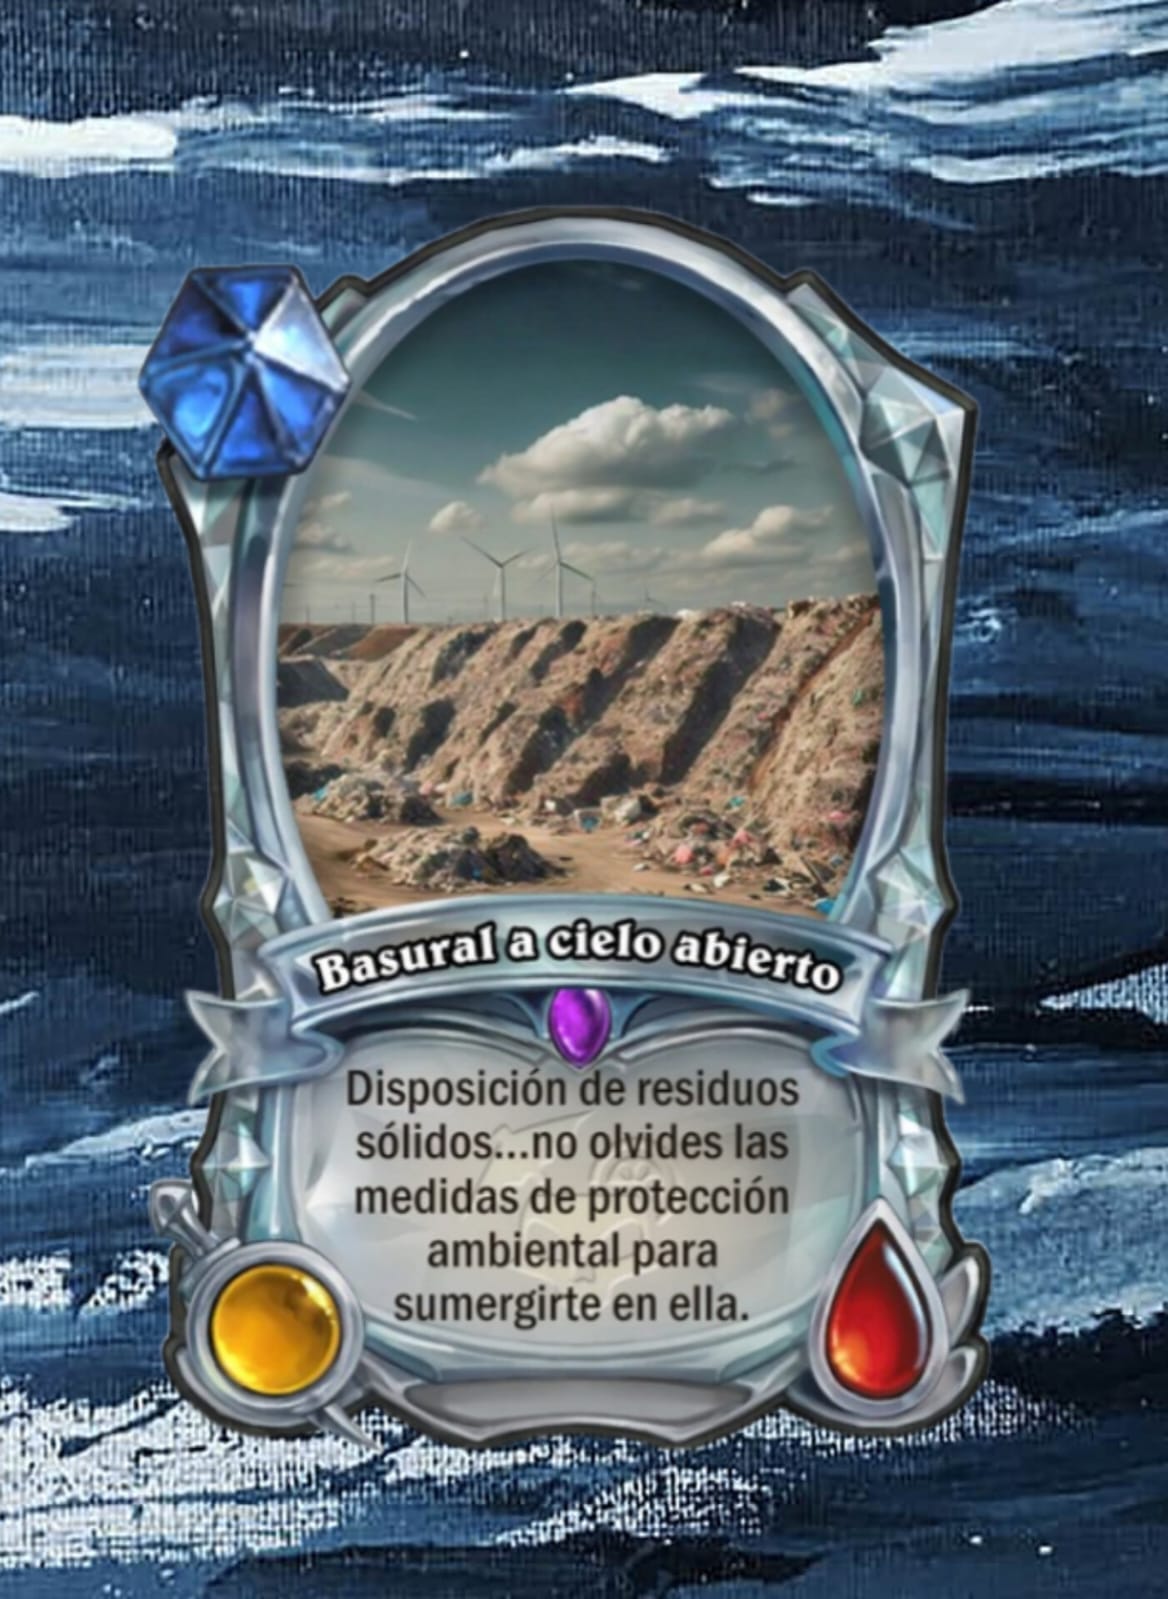 Basural a cielo abierto
Disposición de residuos
sólidos...no olvides las
medidas de protección
ambiental para
sumergirte en ella.